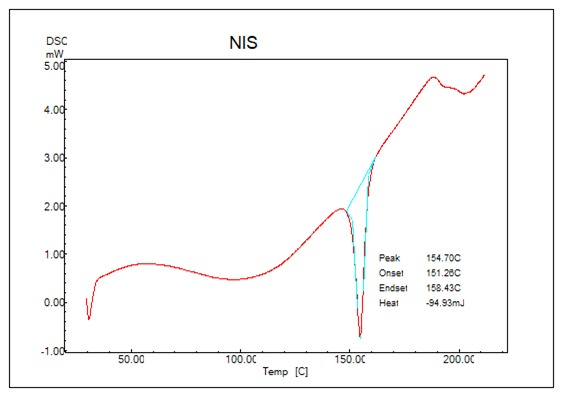 NIS
DSC
mW
5.00
4.00
3.00
2.00
1.00
0.00
-1.00
50.00
100.00
150.00
200.00
Temp [C]
Peak 154.70C
Onset 151.26C
Endset 158.43C
Heat -94.93mJ